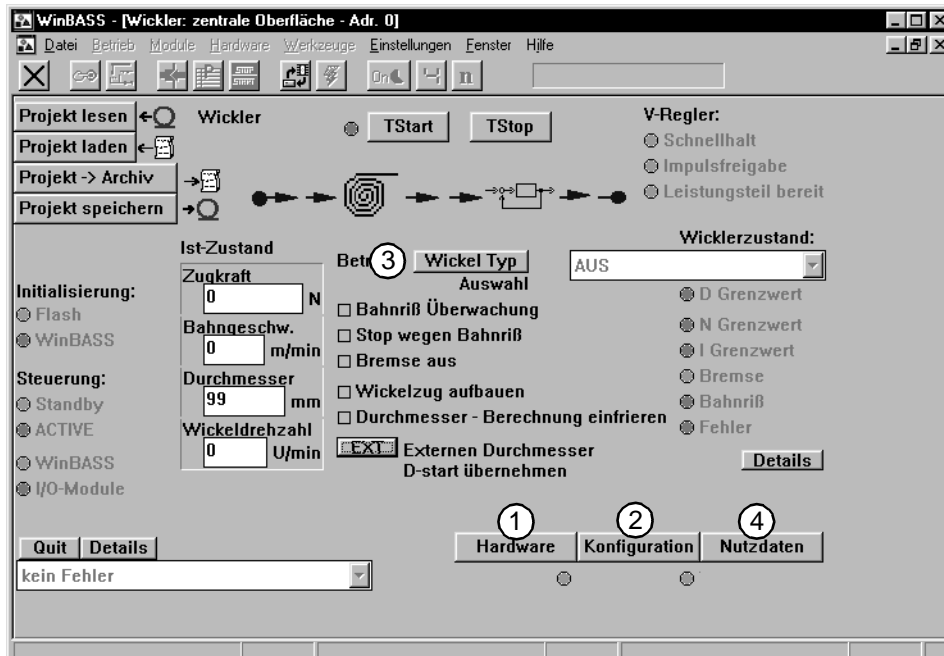 WinBASS - [Wickler: zentrale Oberfläche - Adr. 0]
Datei Betrieb Module Hardware Werkzeuge Einstellungen Fenster Hilfe
On n
Projekt lesen
Projekt laden
Projekt -> Archiv
Projekt speichern
Wickler
TStart TStop
V-Regler:
Schnellhalt
Impulsfreigabe
Leistungsteil bereit
Initialisierung:
Flash
WinBASS
Steuerung:
Standby
ACTIVE
WinBASS
I/O-Module
Ist-Zustand
Zugkraft
0 N
Bahngeschw.
0 m/min
Durchmesser
99 mm
Wickeldrehzahl
0 U/min
Betr 3 Wickel Typ
Auswahl
Bahnriß Überwachung
Stop wegen Bahnriß
Bremse aus
Wickelzug aufbauen
Durchmesser - Berechnung einfrieren
EXT Externen Durchmesser
D-start übernehmen
Wicklerzustand:
AUS
D Grenzwert
N Grenzwert
I Grenzwert
Bremse
Bahnriß
Fehler
Details
1 2 4
Hardware Konfiguration Nutzdaten
Quit Details
kein Fehler